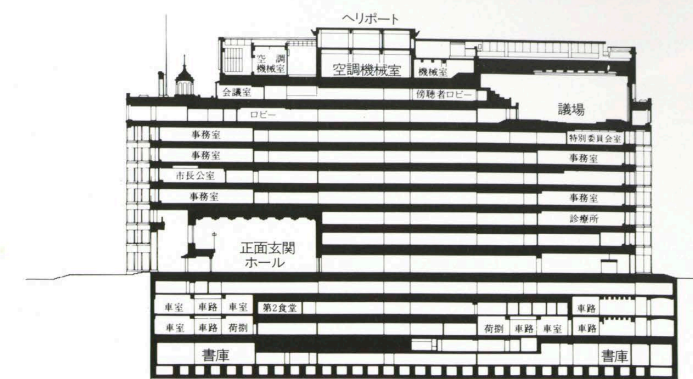 ヘリポート
空調
機械室
空調機械室
機械室
会議室
傍聴者ロビー
議場
ロビー
事務室
特別委員会室
事務室
事務室
市長公室
事務室
事務室
診療所
正面玄関
ホール
車室 車路 車室 第2食堂 車路
車室 車路 荷捌 荷捌 車路 車室 車路
書庫 書庫